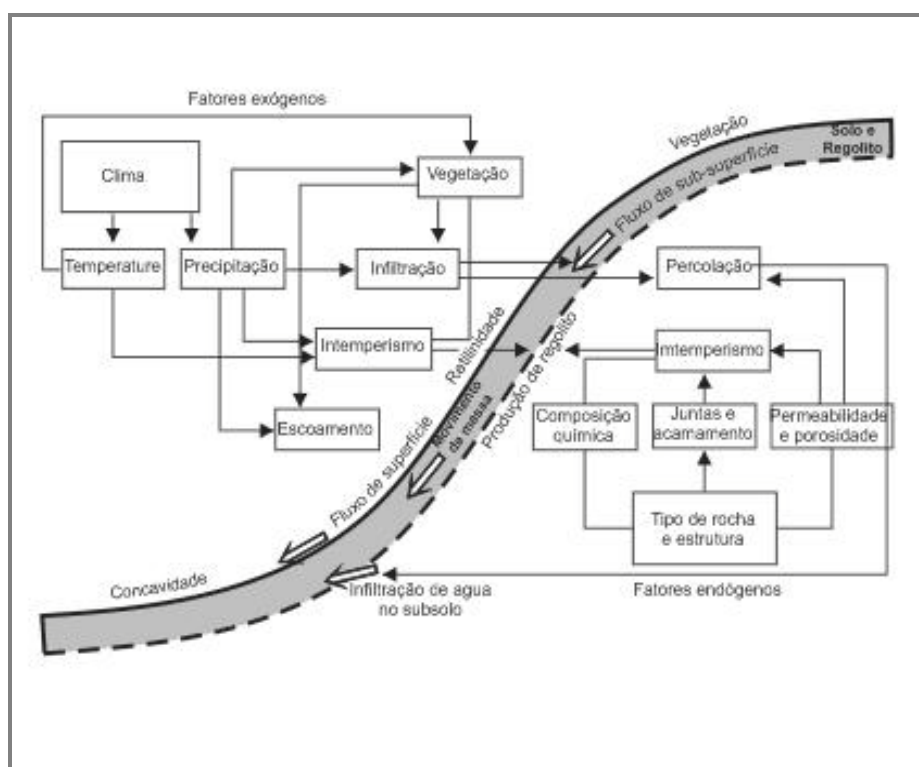 Fatores exógenos
Clima
Vegetação
Temperature
Precipitação
Infiltração
Intemperismo
Escoamento
Vegetação
Solo e
Regolito
Fluxo de sub-superfície
Percolação
Retilinidade
Movimento
de massa
Produção de regolito
Imtemperismo
Composição
química
Juntas e
acamamento
Permeabilidade
e porosidade
Tipo de rocha
e estrutura
Fluxo de superfície
Concavidade
Infiltração de agua
no subsolo
Fatores endógenos